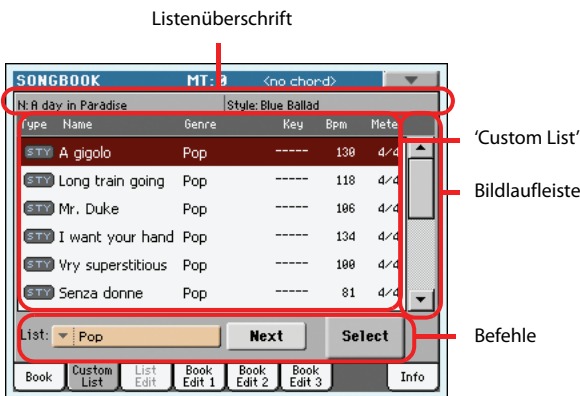 Listenüberschrift
SONGBOOK MT: 0 <no chord>
N: A day in Paradise Style: Blue Ballad
Type Name Genre Key Bpm Mete
STY A gigolo Pop ----- 130 4/4
STY Long train going Pop ----- 118 4/4
STY Mr. Duke Pop ----- 106 4/4
STY I want your hand Pop ----- 134 4/4
STY Vry superstitious Pop ----- 100 4/4
STY Senza donne Pop ----- 81 4/4
List: Pop Next Select
Book Custom List List Edit Book Edit 1 Book Edit 2 Book Edit 3 Info
'Custom List'
Bildlaufleiste
Befehle